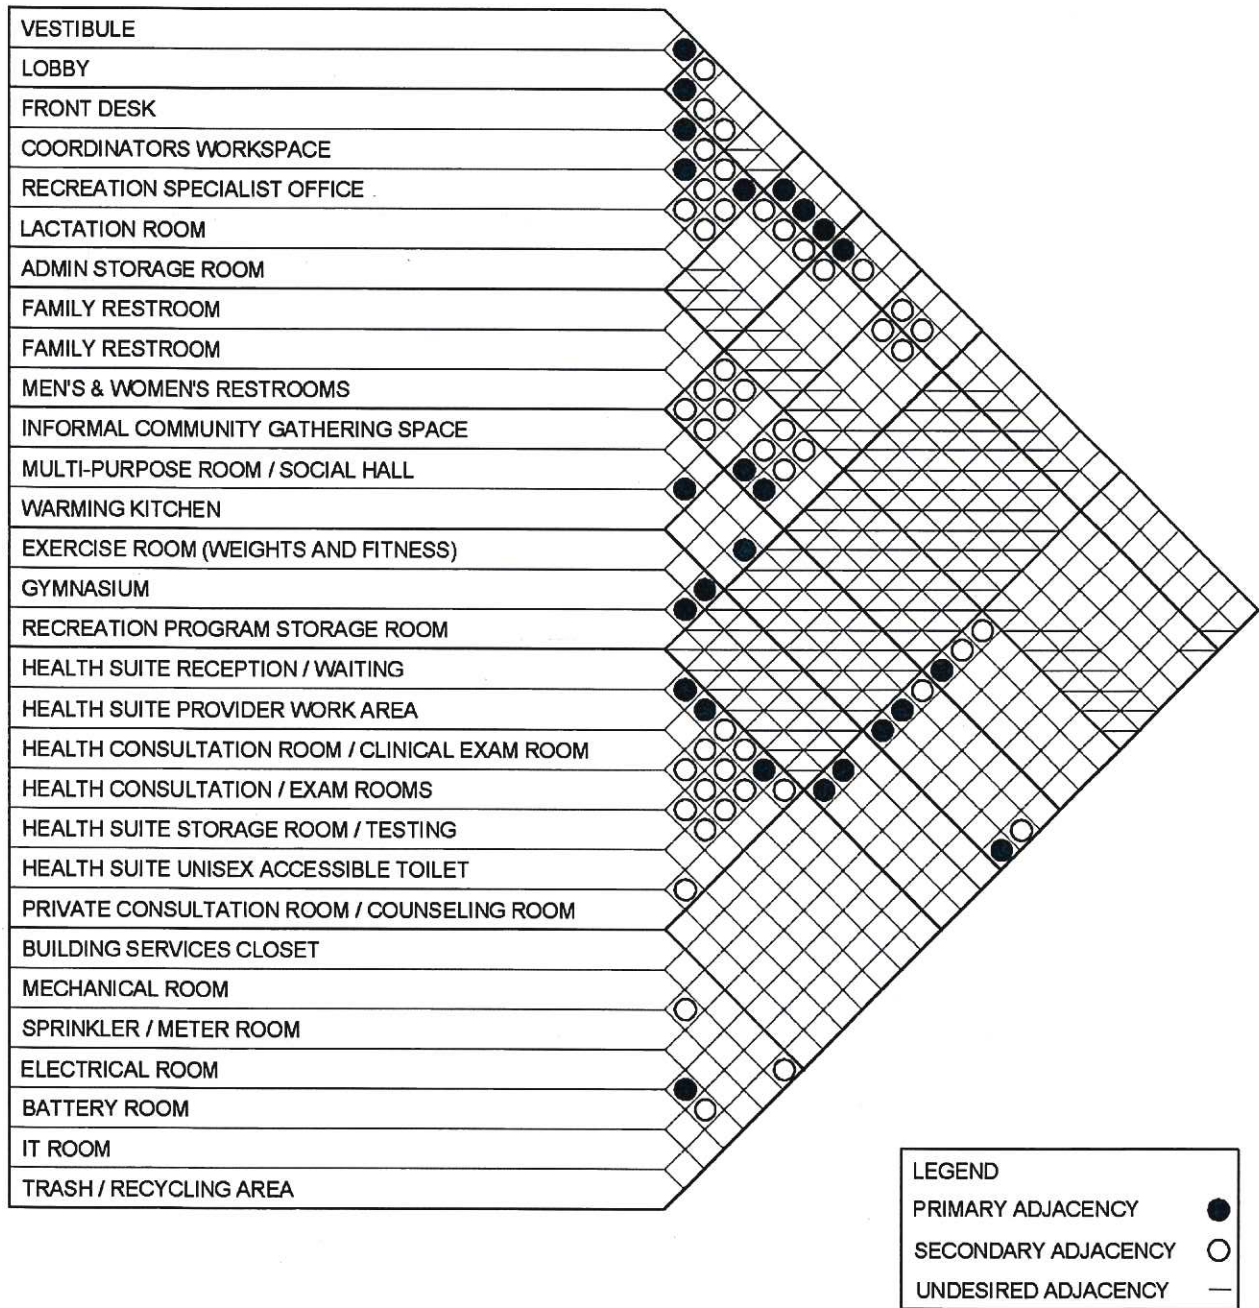 VESTIBULE
LOBBY
FRONT DESK
COORDINATORS WORKSPACE
RECREATION SPECIALIST OFFICE
LACTATION ROOM
ADMIN STORAGE ROOM
FAMILY RESTROOM
FAMILY RESTROOM
MEN'S & WOMEN'S RESTROOMS
INFORMAL COMMUNITY GATHERING SPACE
MULTI-PURPOSE ROOM / SOCIAL HALL
WARMING KITCHEN
EXERCISE ROOM (WEIGHTS AND FITNESS)
GYMNASIUM
RECREATION PROGRAM STORAGE ROOM
HEALTH SUITE RECEPTION / WAITING
HEALTH SUITE PROVIDER WORK AREA
HEALTH CONSULTATION ROOM / CLINICAL EXAM ROOM
HEALTH CONSULTATION / EXAM ROOMS
HEALTH SUITE STORAGE ROOM / TESTING
HEALTH SUITE UNISEX ACCESSIBLE TOILET
PRIVATE CONSULTATION ROOM / COUNSELING ROOM
BUILDING SERVICES CLOSET
MECHANICAL ROOM
SPRINKLER / METER ROOM
ELECTRICAL ROOM
BATTERY ROOM
IT ROOM
TRASH / RECYCLING AREA
LEGEND
PRIMARY ADJACENCY
SECONDARY ADJACENCY
UNDESIRED ADJACENCY